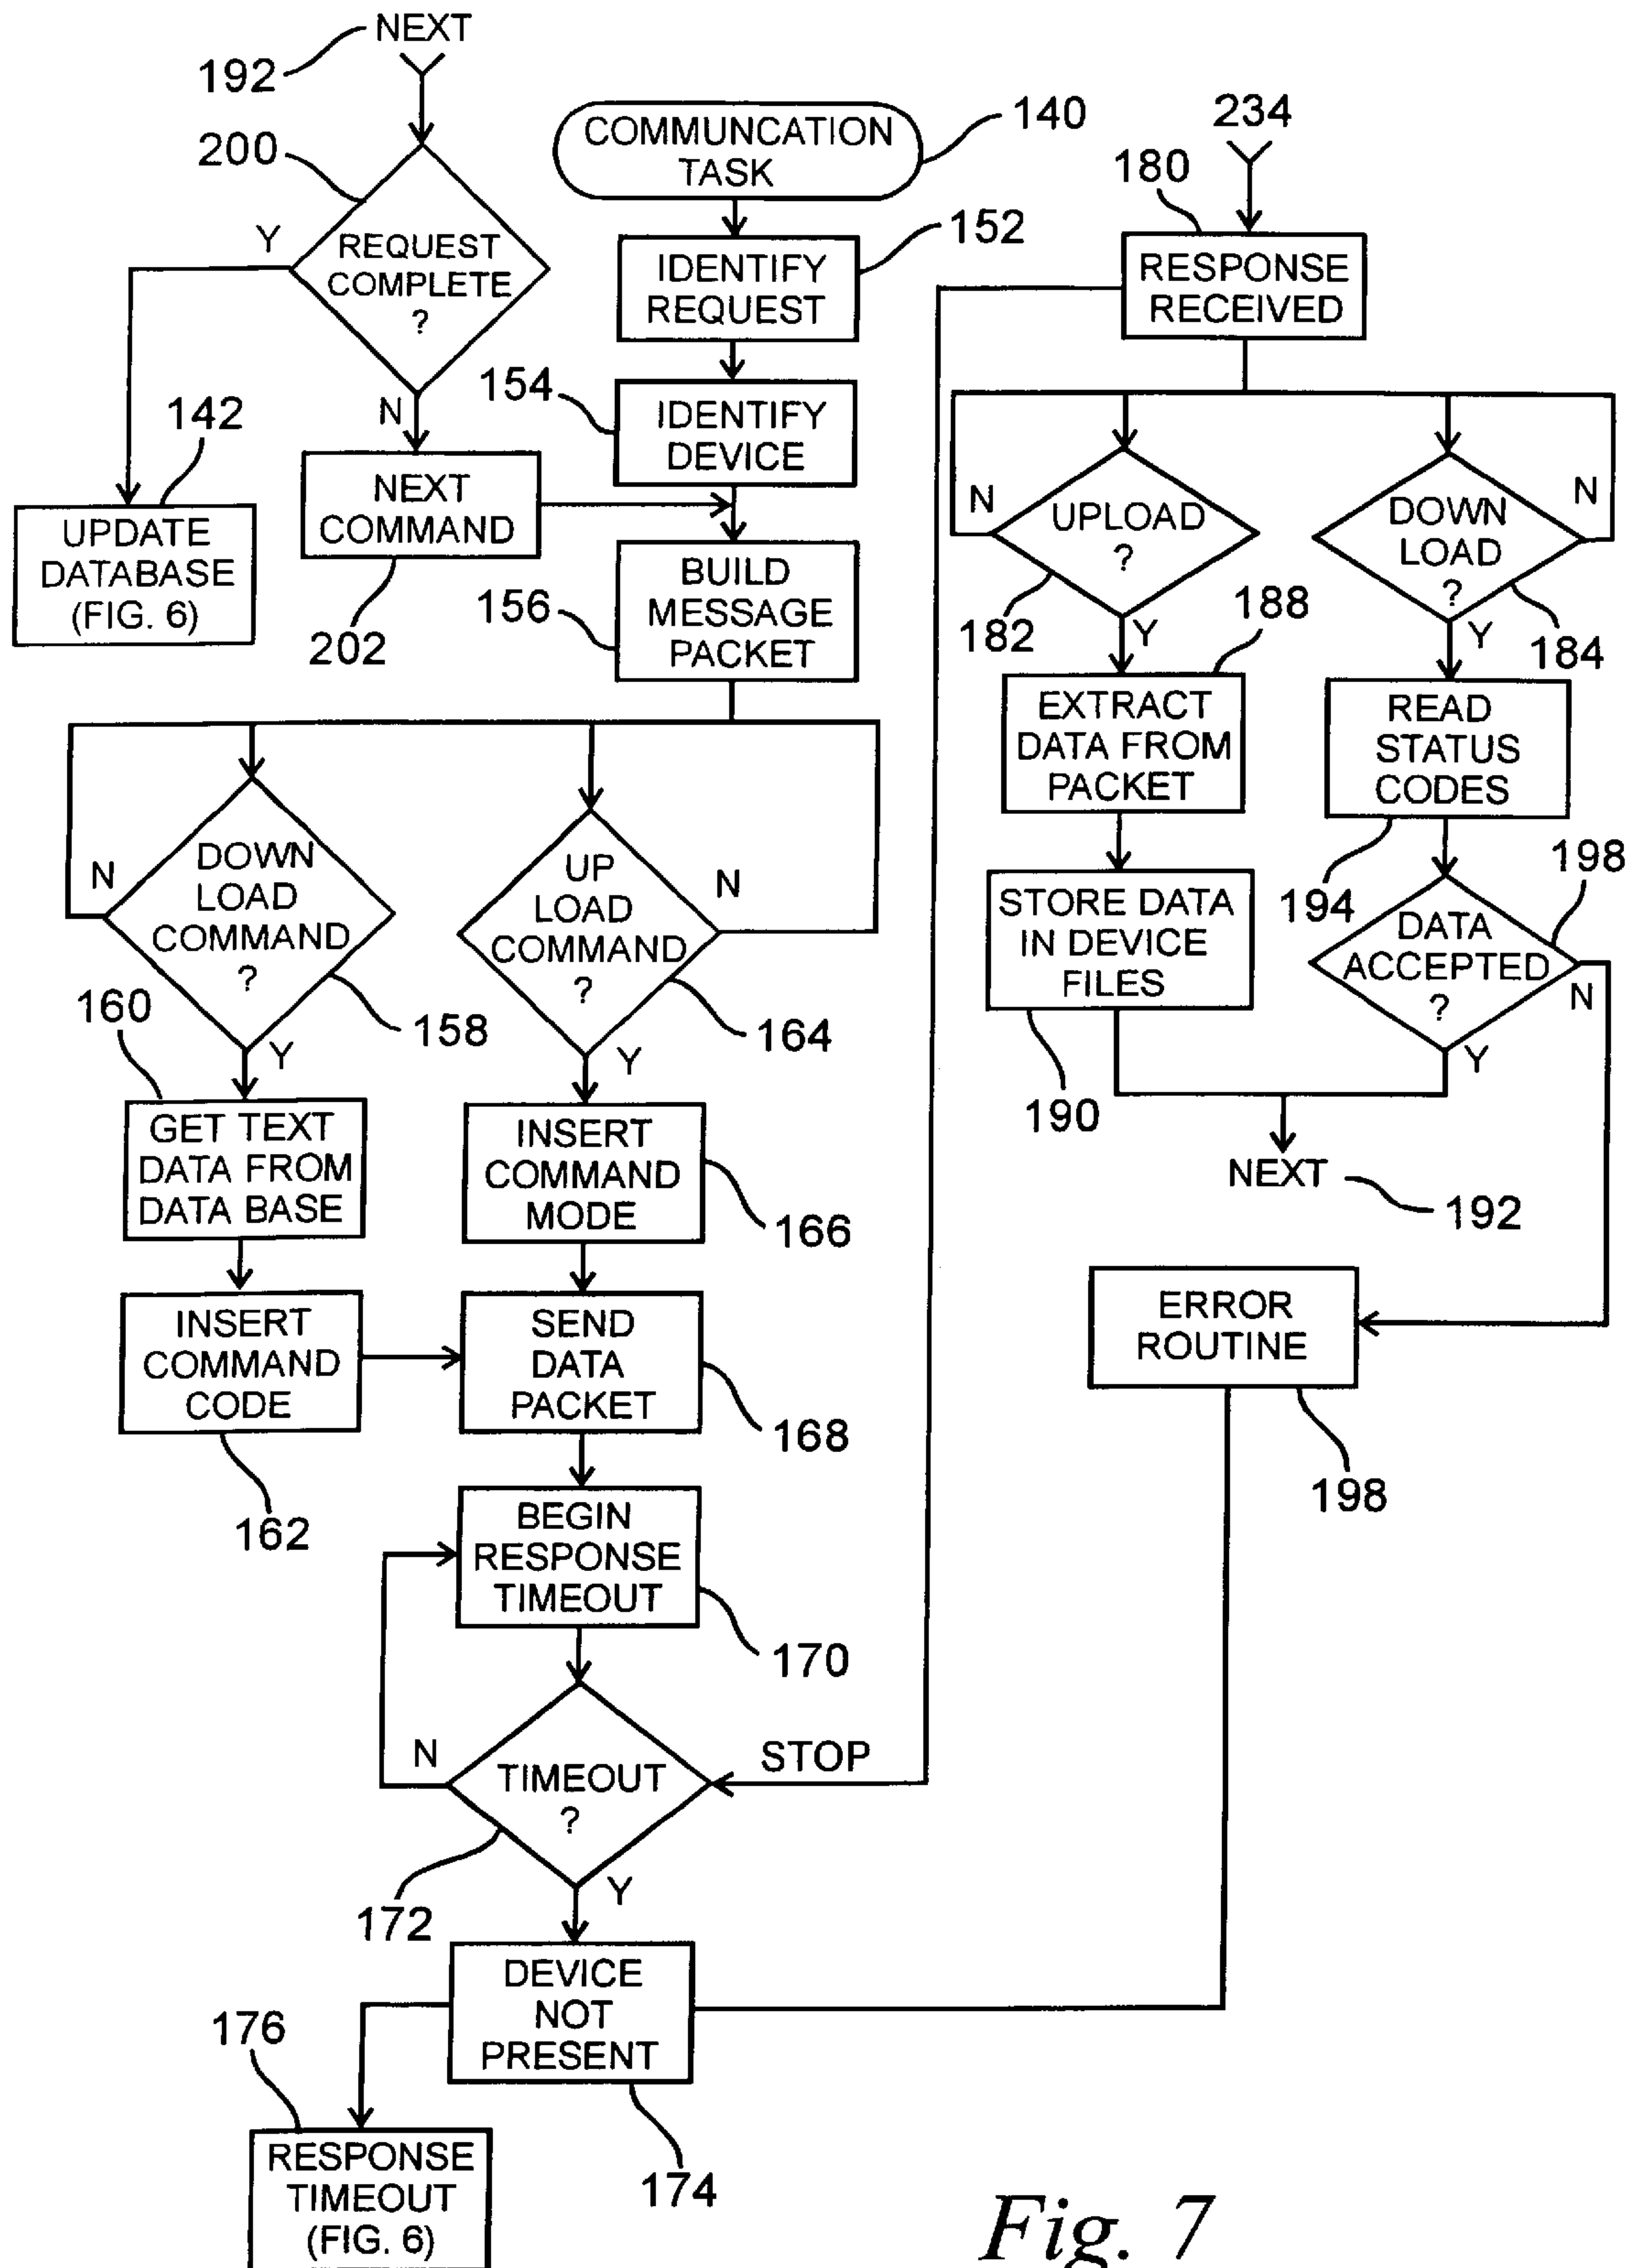 NEXT
192
200
REQUEST
COMPLETE
?
Y
N
142
UPDATE
DATABASE
(FIG. 6)
NEXT
COMMAND
202
COMMUNCATION
TASK
140
IDENTIFY
REQUEST
152
154
IDENTIFY
DEVICE
156
BUILD
MESSAGE
PACKET
DOWN
LOAD
COMMAND
?
N
158
Y
UP
LOAD
COMMAND
?
N
164
Y
160
GET TEXT
DATA FROM
DATA BASE
INSERT
COMMAND
MODE
166
INSERT
COMMAND
CODE
162
SEND
DATA
PACKET
168
BEGIN
RESPONSE
TIMEOUT
170
N
TIMEOUT
?
STOP
172
Y
DEVICE
NOT
PRESENT
174
176
RESPONSE
TIMEOUT
(FIG. 6)
234
180
RESPONSE
RECEIVED
N
UPLOAD
?
182
Y
DOWN
LOAD
?
N
184
Y
188
EXTRACT
DATA FROM
PACKET
READ
STATUS
CODES
194
STORE DATA
IN DEVICE
FILES
190
DATA
ACCEPTED
?
198
N
Y
NEXT
192
ERROR
ROUTINE
198
Fig. 7